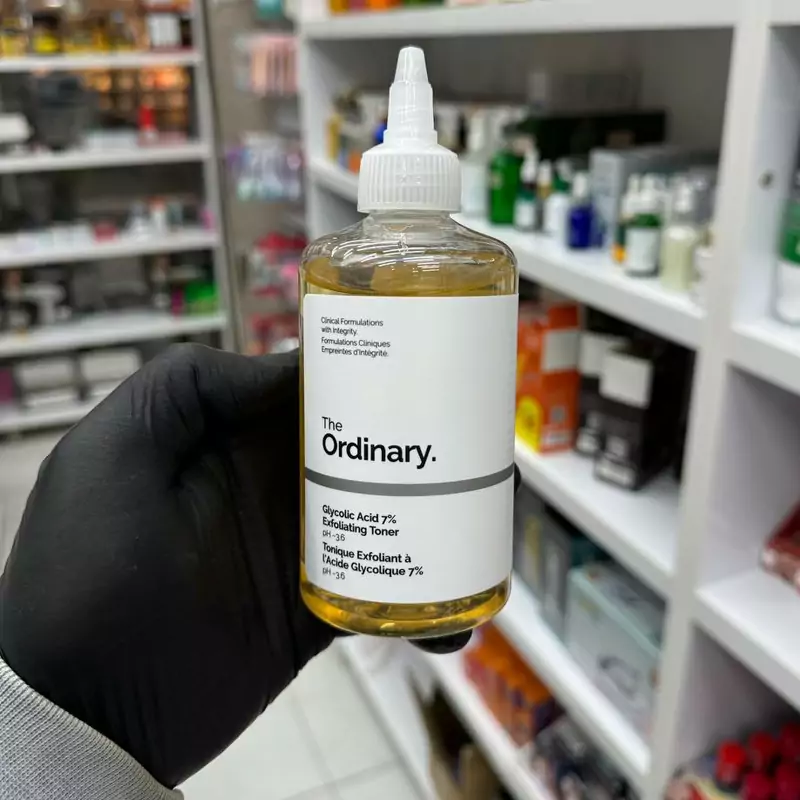 Clinical Formulations
with Integrity.
Formulations Cliniques
Empreintes d'Intégrité.
The
Ordinary.
Glycolic Acid 7%
Exfoliating Toner
pH ~3.6
Tonique Exfoliant à
l'Acide Glycolique 7%
pH ~3.6